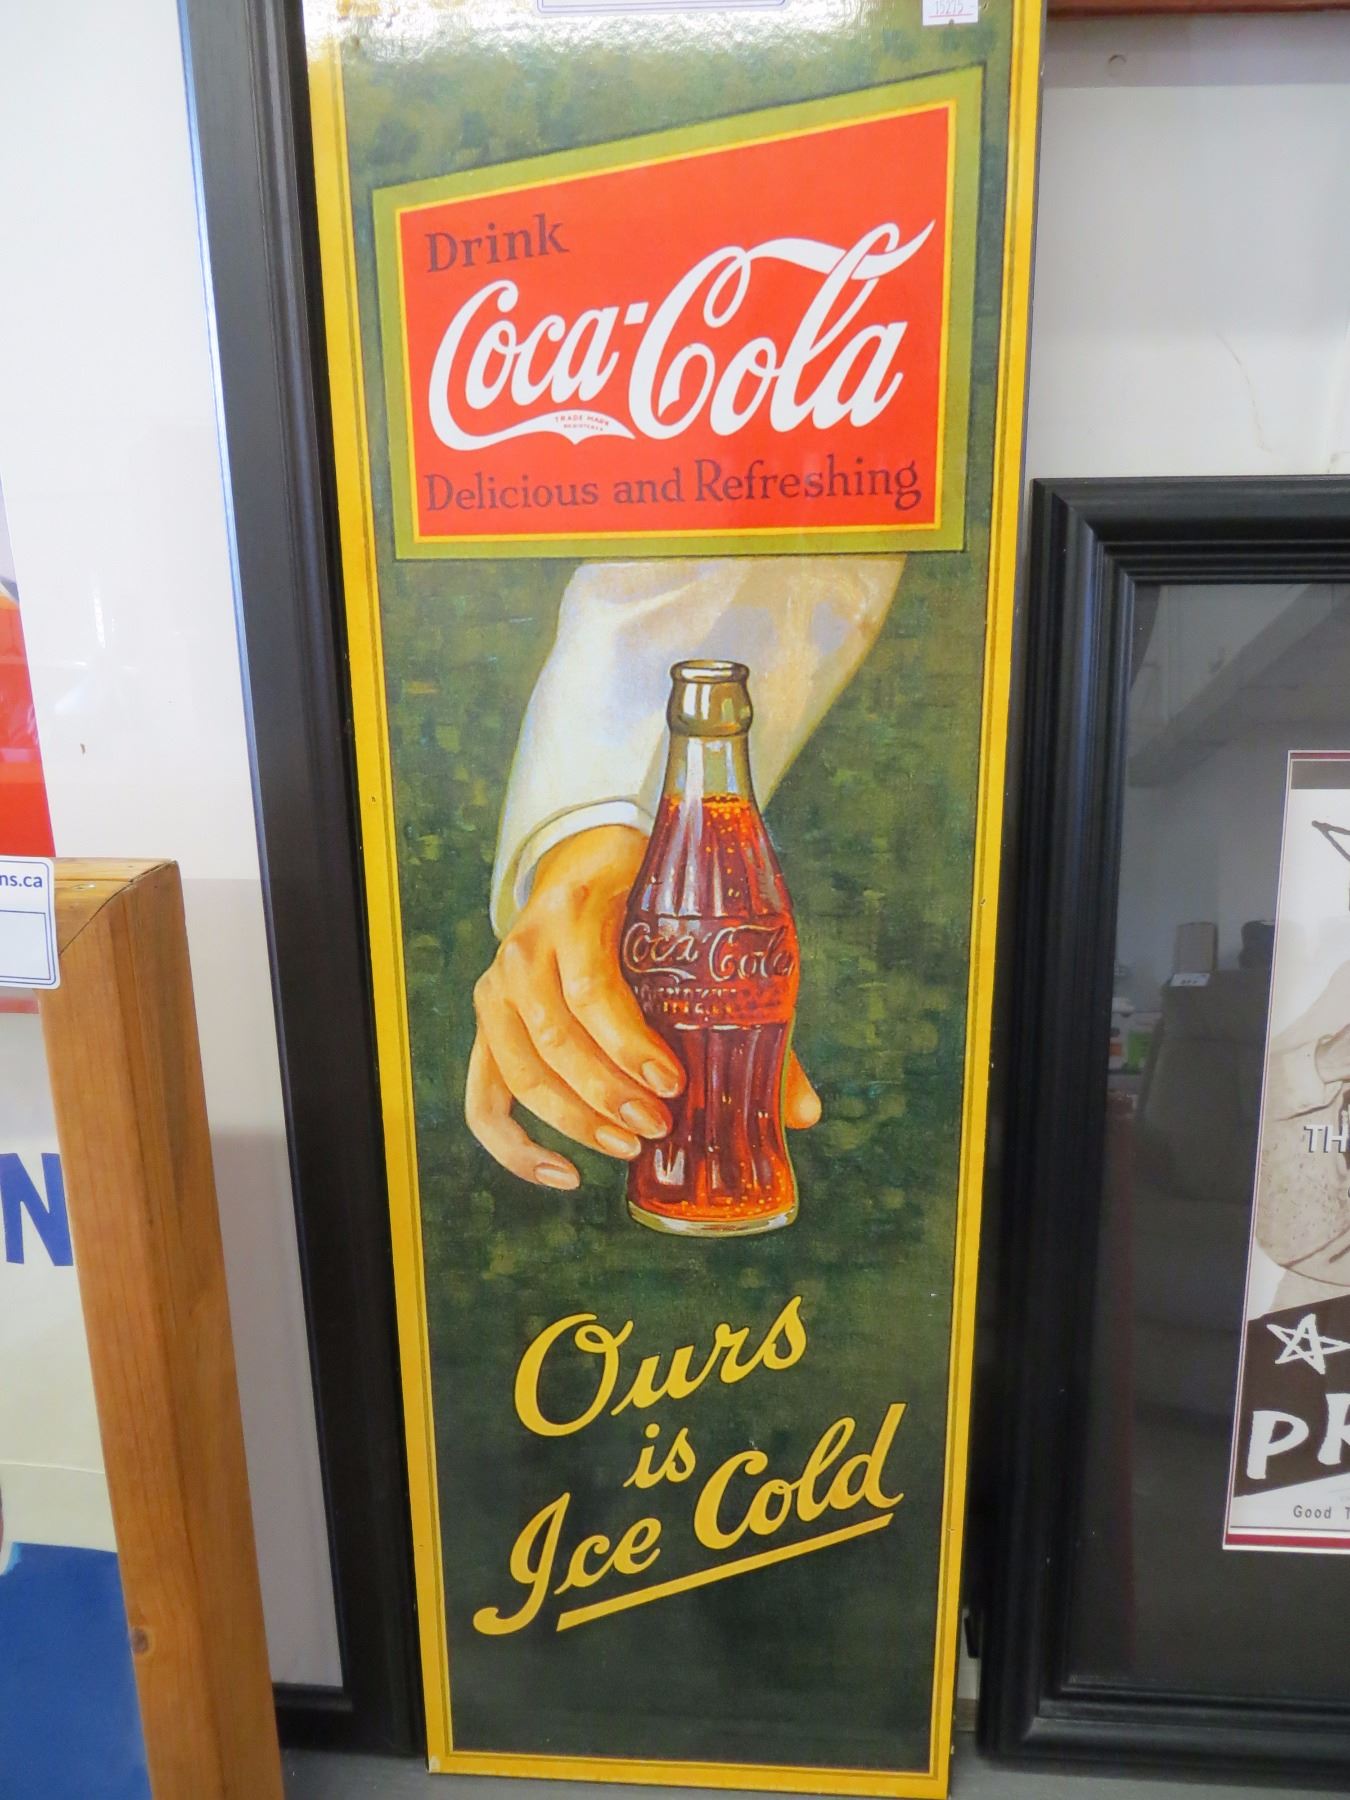 15275
Drink
Coca-Cola
TRADE MARK
REGISTERED
Delicious and Refreshing
Coca-Cola
Ours
is
Ice Cold
ns.ca
N
TH
PR
Good T